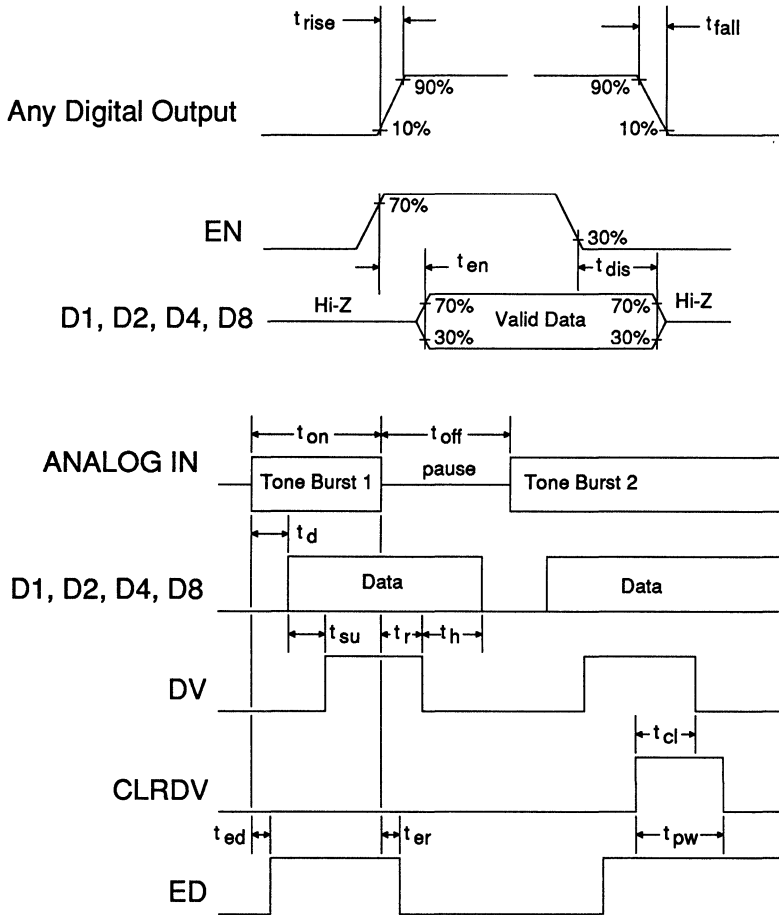 t rise
t fall
90%
90%
Any Digital Output
10%
10%
70%
EN
30%
t en
t dis
Hi-Z
70%
70%
Hi-Z
D1, D2, D4, D8
Valid Data
30%
30%
t on
t off
ANALOG IN
pause
Tone Burst 1
Tone Burst 2
t d
D1, D2, D4, D8
Data
Data
t su
t r
t h
DV
t cl
CLRDV
t ed
t er
t pw
ED